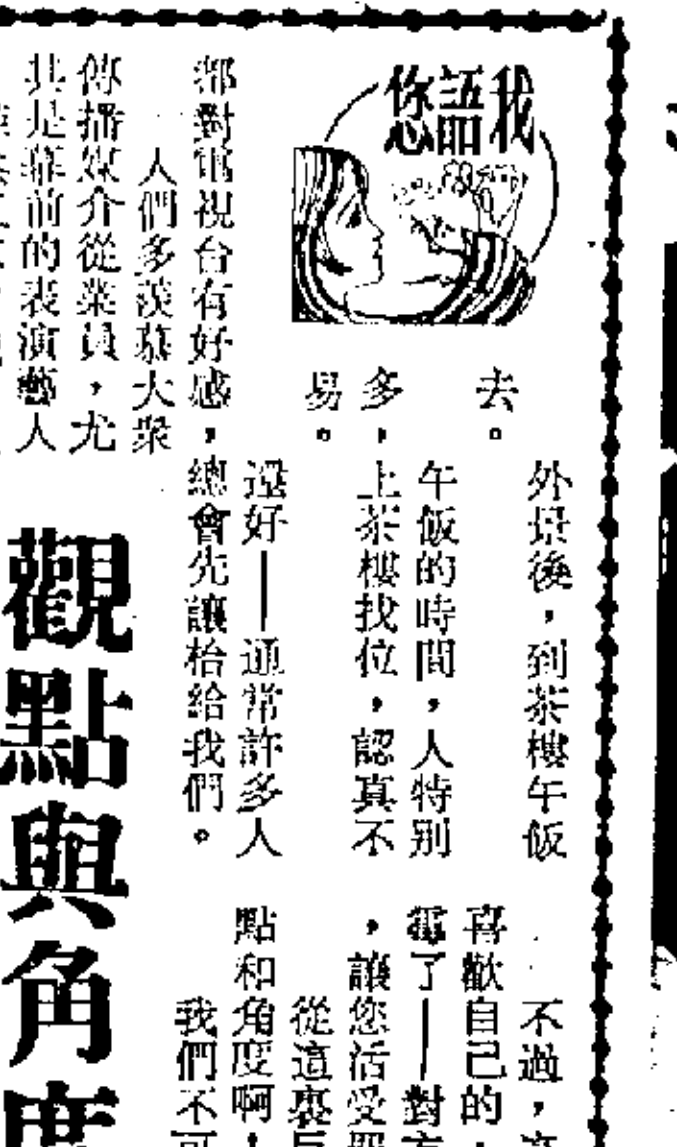 我語您
外景後，到茶樓午飯
去。
午飯的時間，人特別
多，上茶樓找位，認真不
易。
還好——通常許多人
總會先讓枱給我們。
都對電視台有好感，
人們多羨慕大衆
傳播媒介從業員，尤
其是幕前的表演藝人
觀點與角度
不過，
喜歡自己的，
了——對
，讓您活受
從這裏
點和角度啊！
我們不可